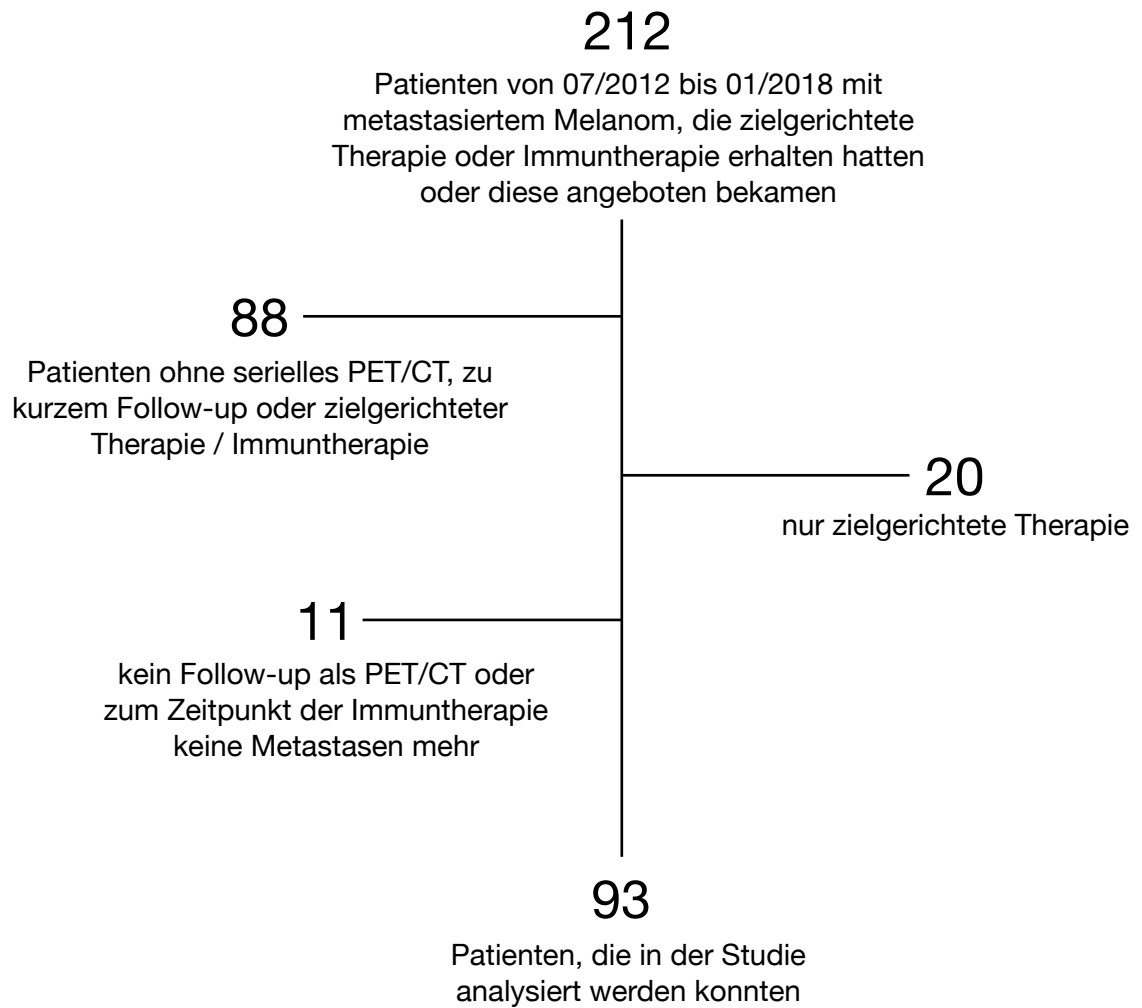 212
Patienten von 07/2012 bis 01/2018 mit
metastasiertem Melanom, die zielgerichtete
Therapie oder Immuntherapie erhalten hatten
oder diese angeboten bekamen
88
Patienten ohne serielles PET/CT, zu
kurzem Follow-up oder zielgerichteter
Therapie / Immuntherapie
20
nur zielgerichtete Therapie
11
kein Follow-up als PET/CT oder
zum Zeitpunkt der Immuntherapie
keine Metastasen mehr
93
Patienten, die in der Studie
analysiert werden konnten